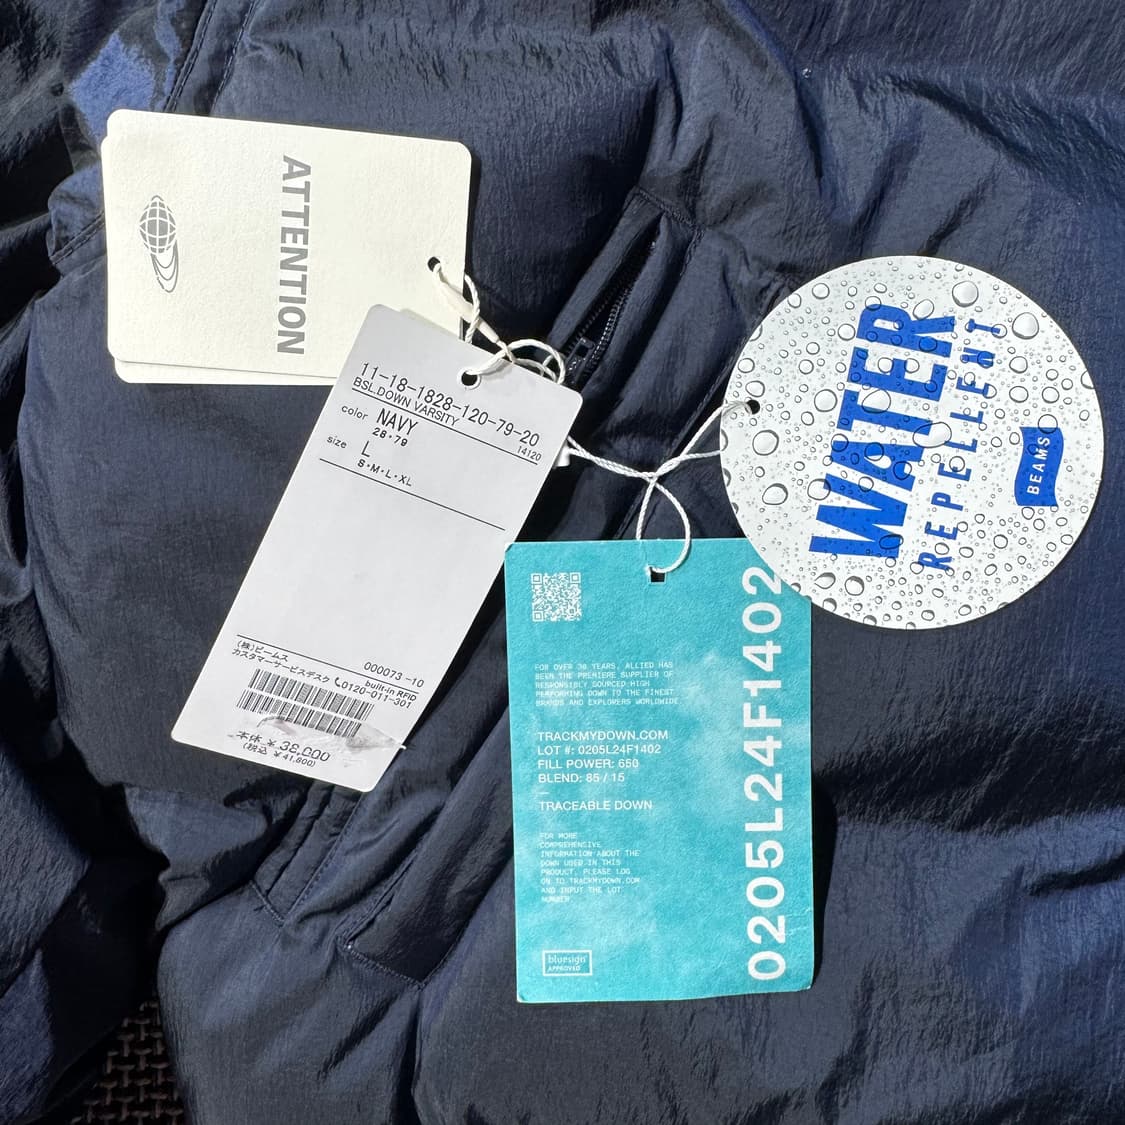 ATTENTION
11-18-1828-120-79-20
BSL.DOWN VARSITY
14120
color NAVY
28・79
size L
S・M・L・XL
(株)ビームス
000073-10
カスタマーサービスデスク 0120-011-301
built-in RFID
本体 ¥ 38,000
(税込 ¥41,800)
WATER
REPELLENT
BEAMS
FOR OVER 30 YEARS, ALLIED HAS
BEEN THE PREMIERE SUPPLIER OF
RESPONSIBLY SOURCED HIGH
PERFORMING DOWN TO THE FINEST
BRANDS AND EXPLORERS WORLDWIDE.
TRACKMYDOWN.COM
LOT #: 0205L24F1402
FILL POWER: 650
BLEND: 85 / 15
—
TRACEABLE DOWN
FOR MORE
COMPREHENSIVE
INFORMATION ABOUT THE
DOWN USED IN THIS
PRODUCT, PLEASE LOG
ON TO TRACKMYDOWN.COM
AND INPUT THE LOT
NUMBER.
bluesign®
APPROVED
0205L24F1402